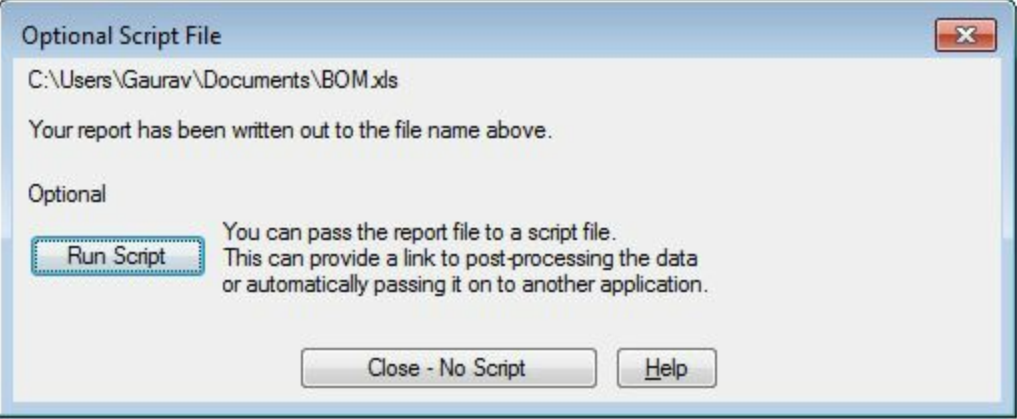 Optional Script File
C:\Users\Gaurav\Documents\BOM.xls
Your report has been written out to the file name above.
Optional
Run Script
You can pass the report file to a script file.
This can provide a link to post-processing the data
or automatically passing it on to another application.
Close - No Script
Help